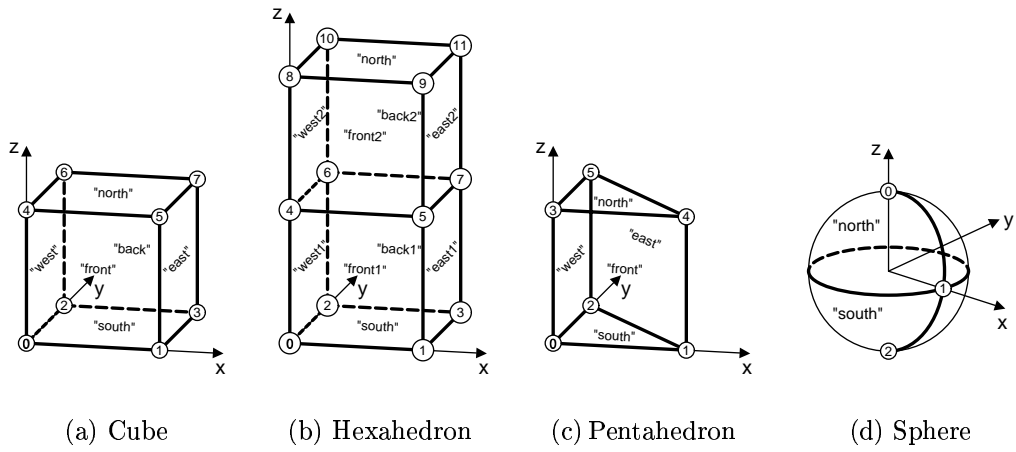 z
6
7
"north"
4
5
"west"
"back"
"east"
"front"
y
2
3
"south"
0
1
x
(a) Cube
z
10
11
"north"
8
9
"west2"
"back2"
"east2"
"front2"
6
7
4
5
"west1"
"back1"
"east1"
"front1"
y
2
3
"south"
0
1
x
(b) Hexahedron
z
5
"north"
3
4
"east"
"west"
"front"
y
2
"south"
0
1
x
(c) Pentahedron
z
0
"north"
y
1
"south"
x
2
(d) Sphere